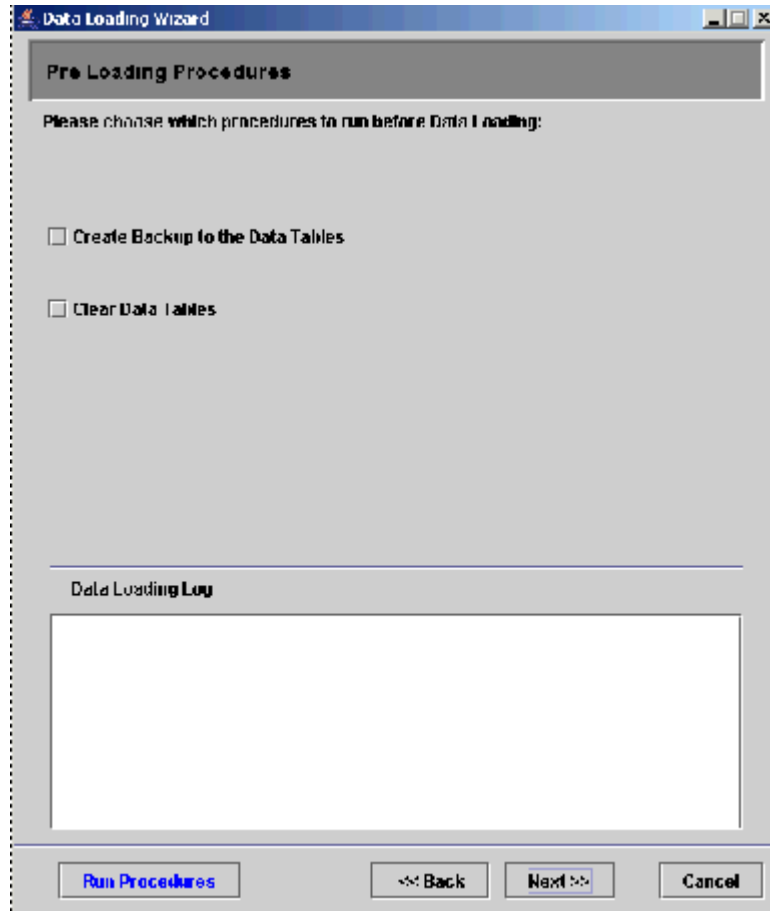 Data Loading Wizard
Pre Loading Procedures
Please choose which procedures to run before Data Loading:
Create Backup to the Data Tables
Clear Data Tables
Data Loading Log
Run Procedures
<< Back
Next >>
Cancel